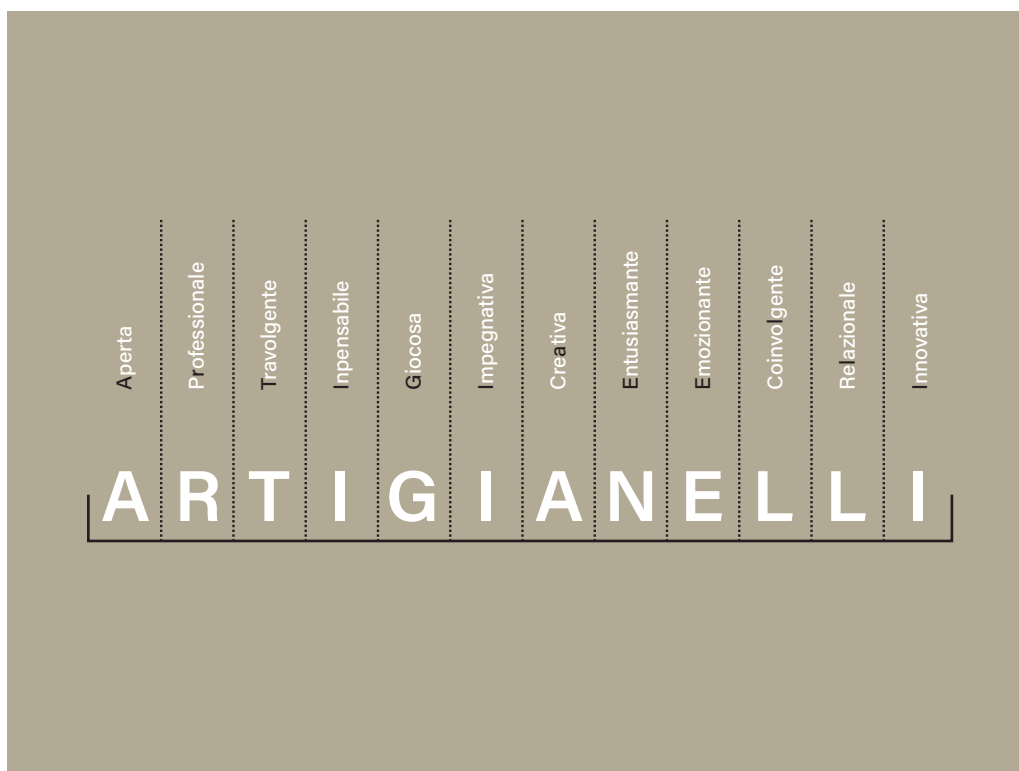 Aperta
Professionale
Travolgente
Inpensabile
Giocosa
Impegnativa
Creativa
Entusiasmante
Emozionante
Coinvolgente
Relazionale
Innovativa
ARTIGIANELLI